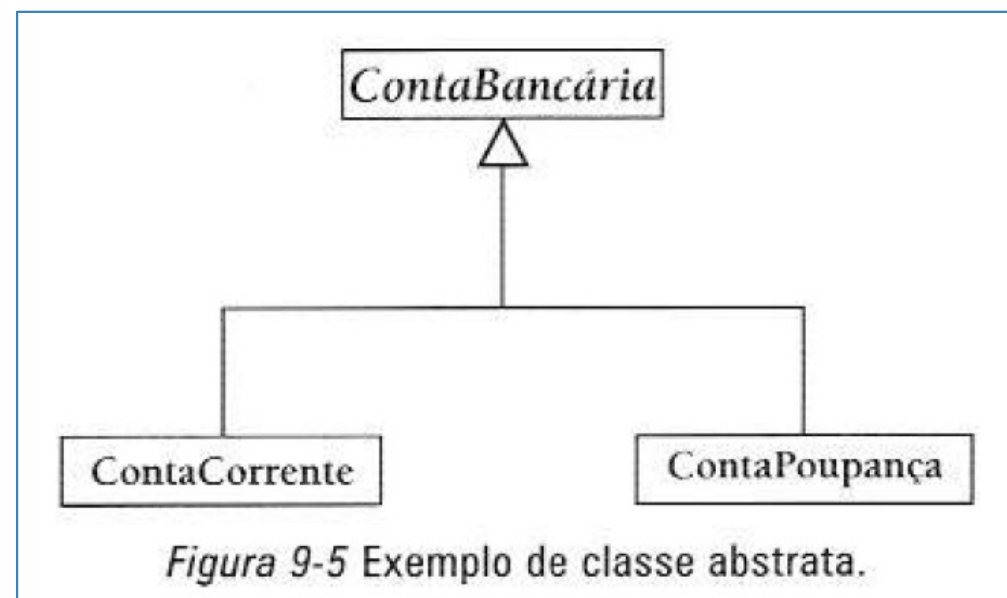 ContaBancária
ContaCorrente
ContaPoupança
Figura 9-5 Exemplo de classe abstrata.